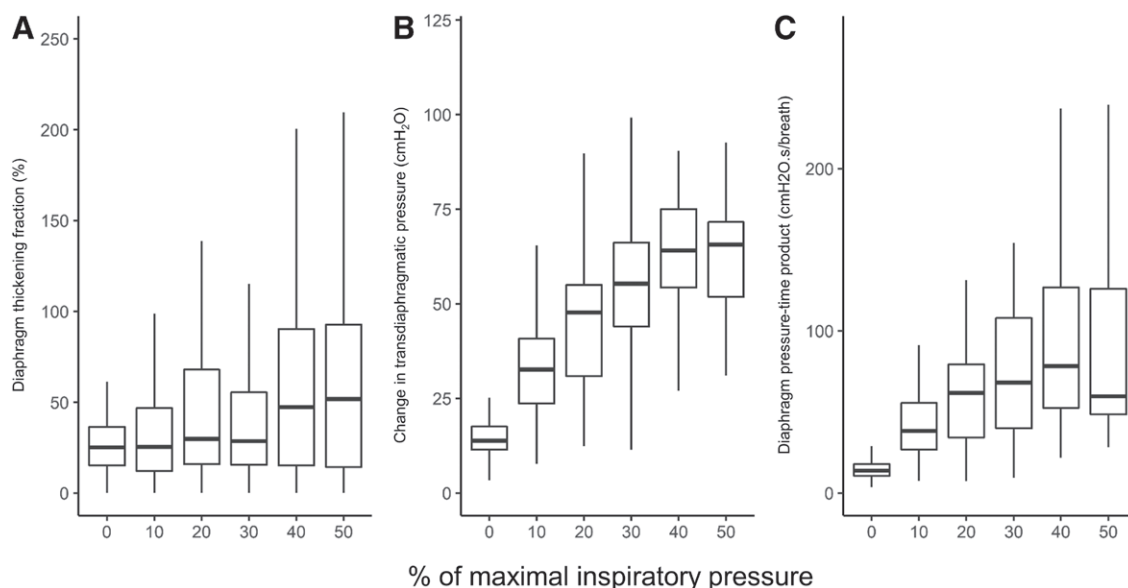 A
Diaphragm thickening fraction (%)
250
200
150
100
50
0
0 10 20 30 40 50
B
Change in transdiaphragmatic pressure (cmH₂O)
125
100
75
50
25
0
0 10 20 30 40 50
C
Diaphragm pressure-time product (cmH2O.s/breath)
200
100
0
0 10 20 30 40 50
% of maximal inspiratory pressure